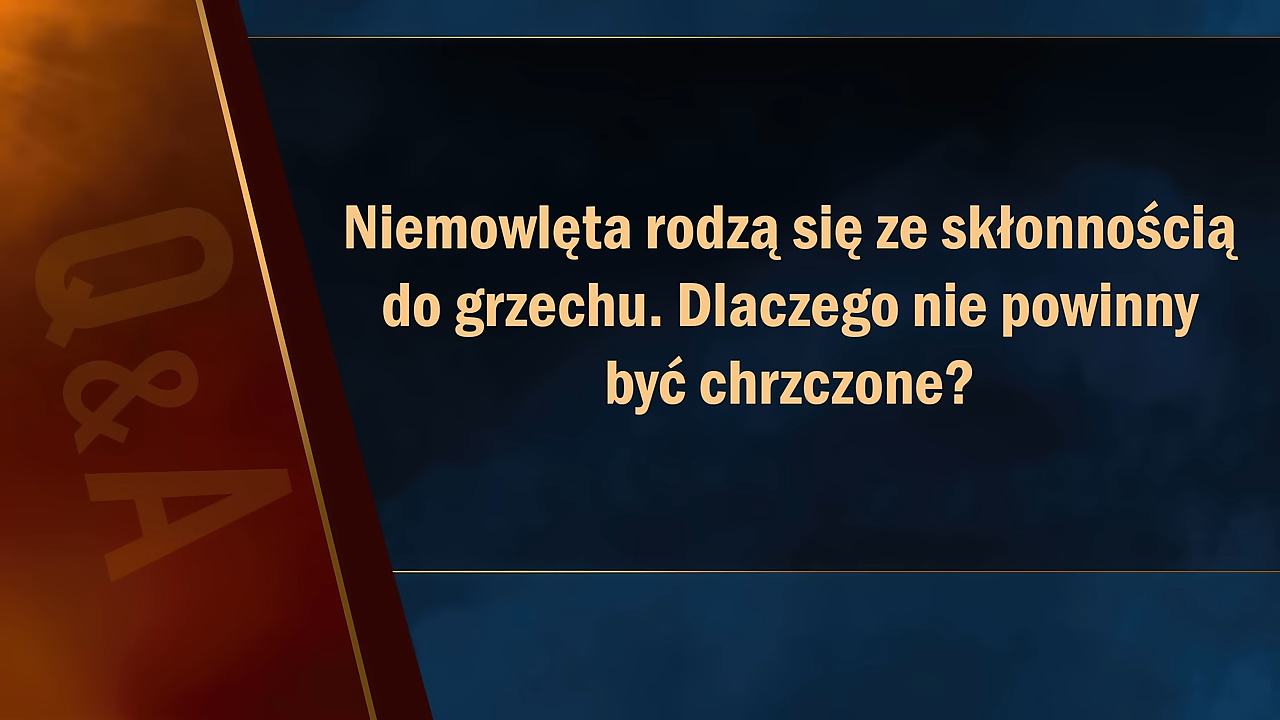 Q & A
Niemowlęta rodzą się ze skłonnością
do grzechu. Dlaczego nie powinny
być chrzczone?